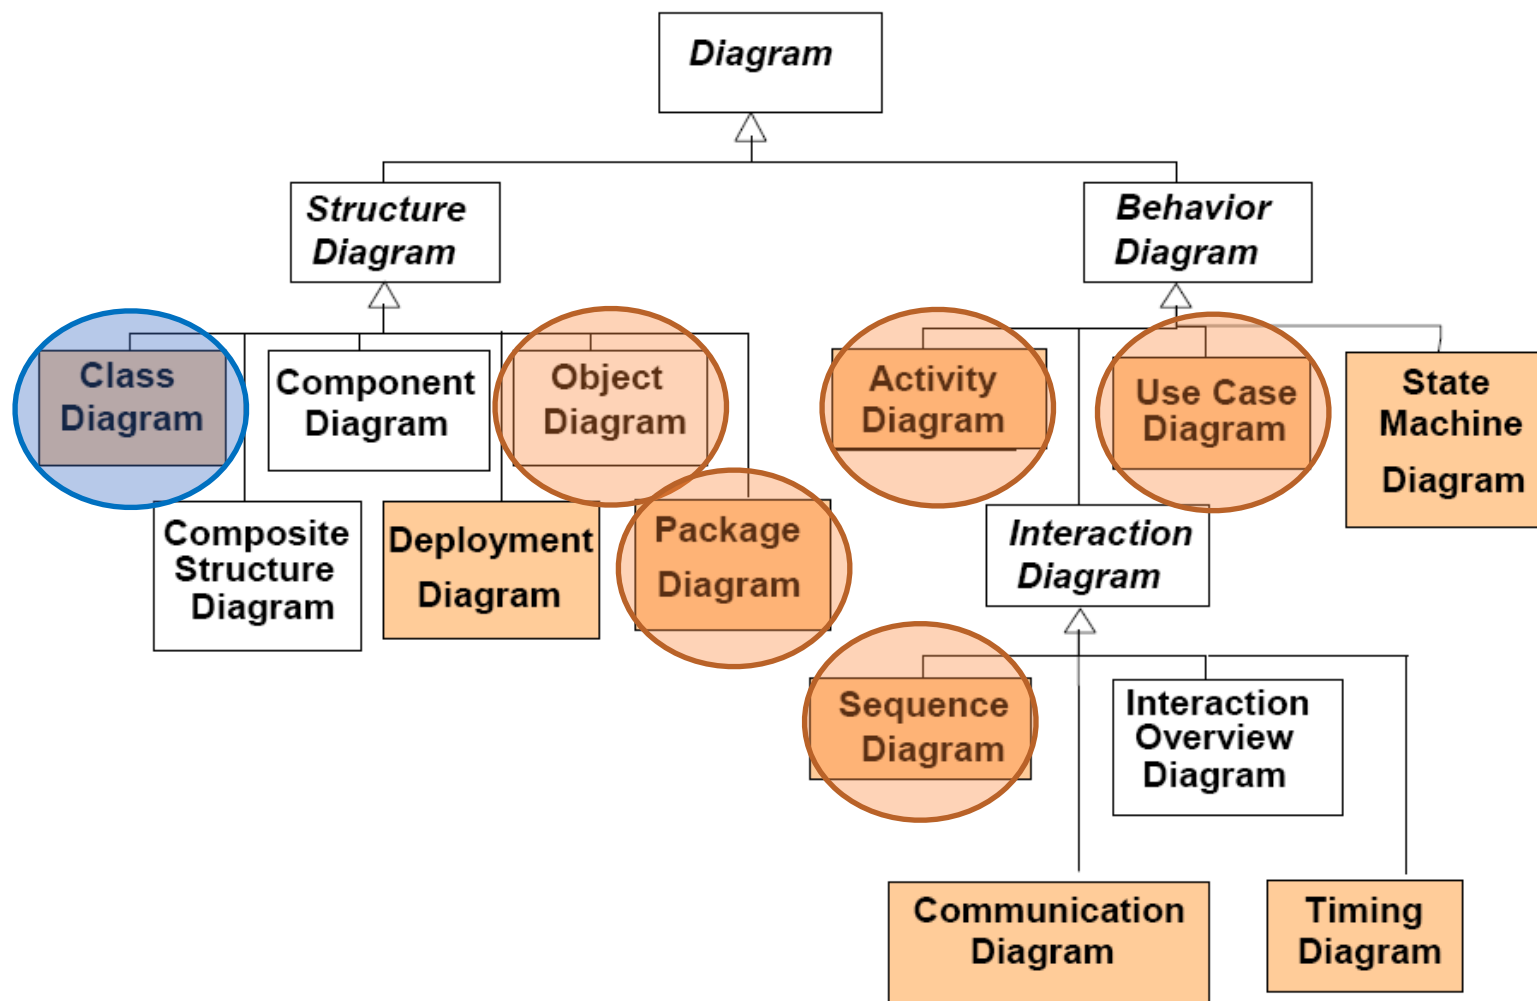 Diagram
Structure
Diagram
Behavior
Diagram
Class
Diagram
Component
Diagram
Object
Diagram
Activity
Diagram
Use Case
Diagram
State
Machine
Diagram
Composite
Structure
Diagram
Deployment
Diagram
Package
Diagram
Interaction
Diagram
Sequence
Diagram
Interaction
Overview
Diagram
Communication
Diagram
Timing
Diagram